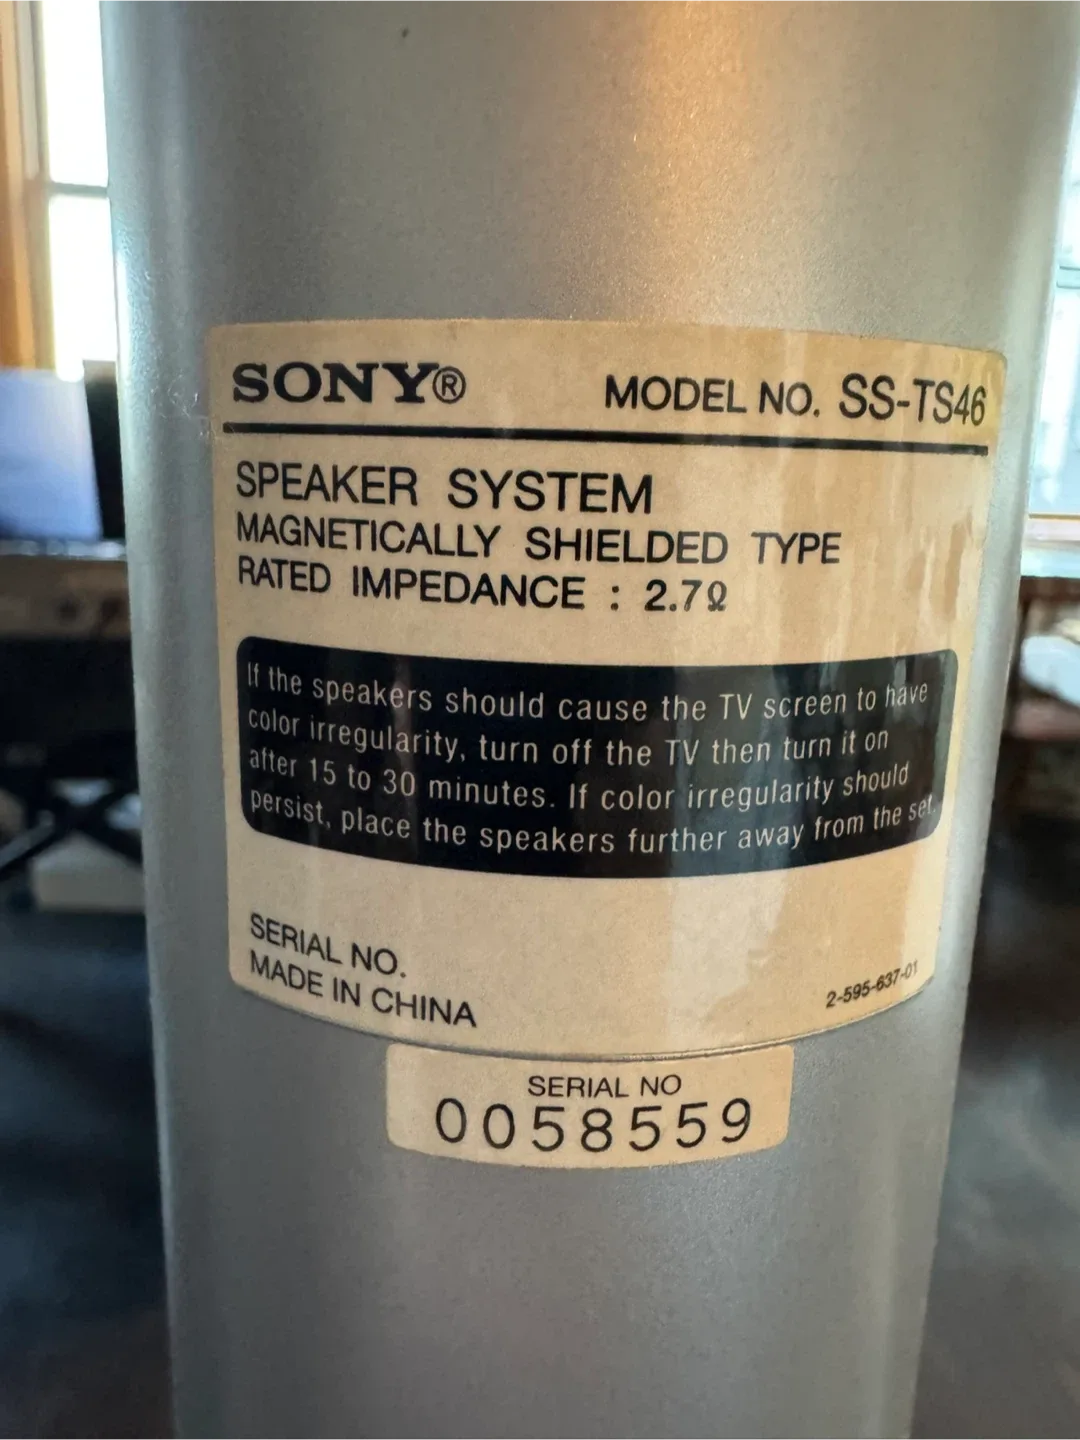 SONY®
MODEL NO. SS-TS46
SPEAKER SYSTEM
MAGNETICALLY SHIELDED TYPE
RATED IMPEDANCE : 2.7Ω
If the speakers should cause the TV screen to have
color irregularity, turn off the TV then turn it on
after 15 to 30 minutes. If color irregularity should
persist, place the speakers further away from the set.
SERIAL NO.
MADE IN CHINA
2-595-637-01
SERIAL NO
0058559